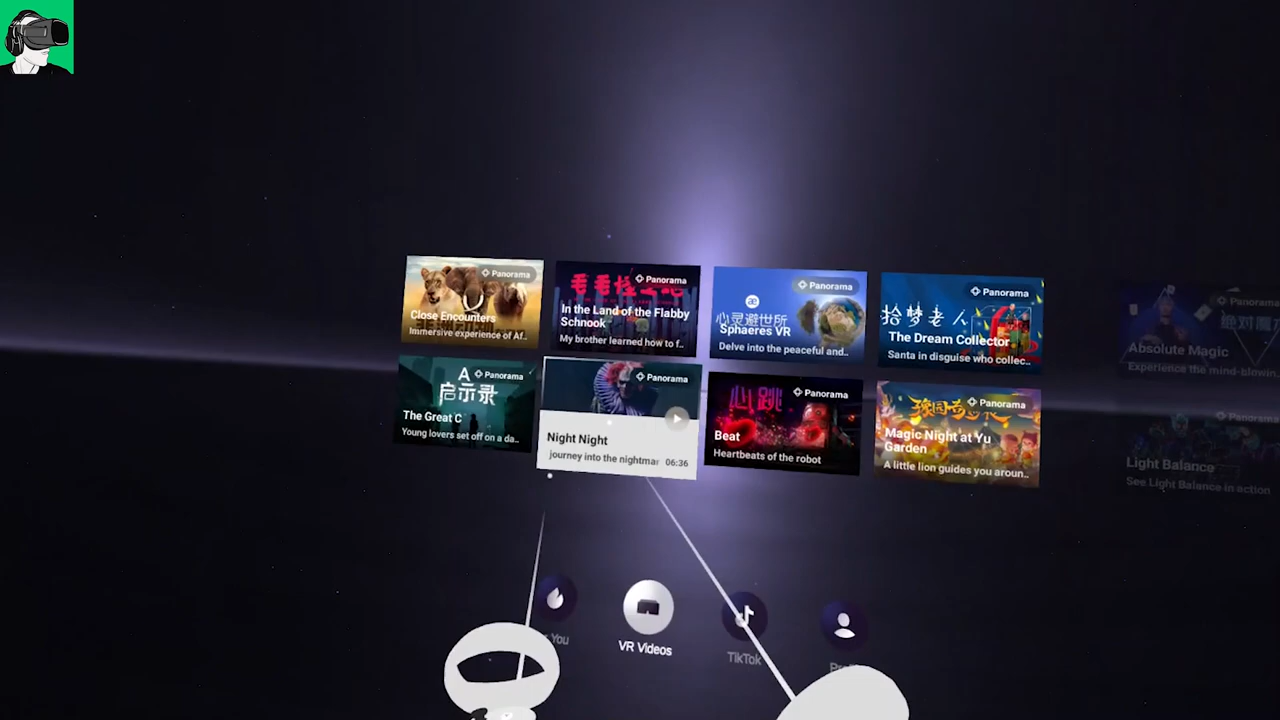 Panorama
Close Encounters
Immersive experience of Af..
Panorama
In the Land of the Flabby
Schnook
My brother learned how to f..
Panorama
心灵避世所
Sphaeres VR
Delve into the peaceful and..
Panorama
拾梦老人
The Dream Collector
Santa in disguise who collec..
Panorama
绝对魔
Absolute Magic
Experience the mind-blowin
Panorama
A
启示录
The Great C
Young lovers set off on a da..
Panorama
Night Night
journey into the nightmar
06:36
Panorama
心跳
Beat
Heartbeats of the robot
Panorama
Magic Night at Yu
Garden
A little lion guides you aroun..
Panorama
Light Balance
See Light Balance in action
You
VR Videos
TikTok